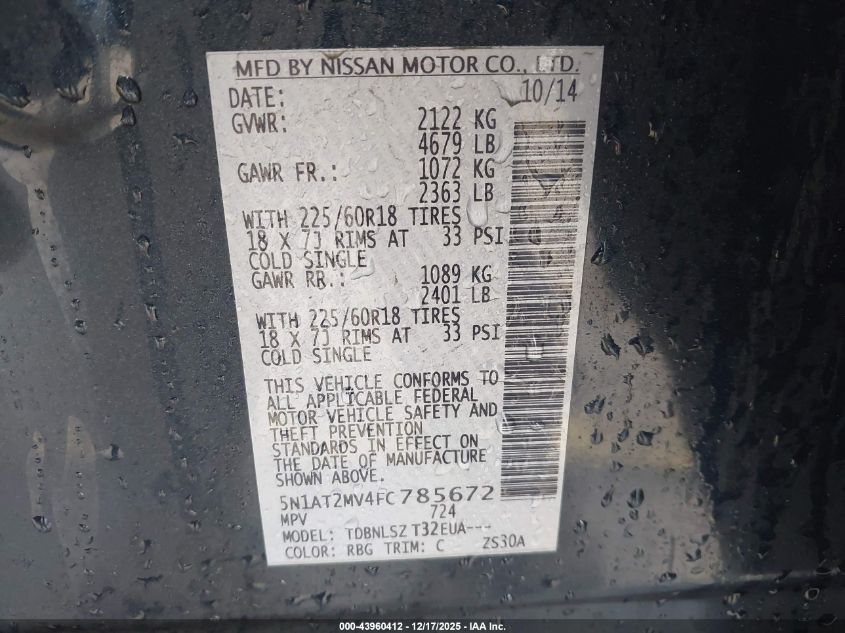 MFD BY NISSAN MOTOR CO., LTD.
DATE: 10/14
GVWR: 2122 KG
4679 LB
GAWR FR.: 1072 KG
2363 LB
WITH 225/60R18 TIRES
18 X 7J RIMS AT 33 PSI
COLD SINGLE
GAWR RR.: 1089 KG
2401 LB
WITH 225/60R18 TIRES
18 X 7J RIMS AT 33 PSI
COLD SINGLE
THIS VEHICLE CONFORMS TO
ALL APPLICABLE FEDERAL
MOTOR VEHICLE SAFETY AND
THEFT PREVENTION
STANDARDS IN EFFECT ON
THE DATE OF MANUFACTURE
SHOWN ABOVE.
5N1AT2MV4FC785672
MPV 724
MODEL: TDBNLSZ T32EUA---
COLOR: RBG TRIM: C ZS30A
000-43960412 - 12/17/2025 - IAA Inc.